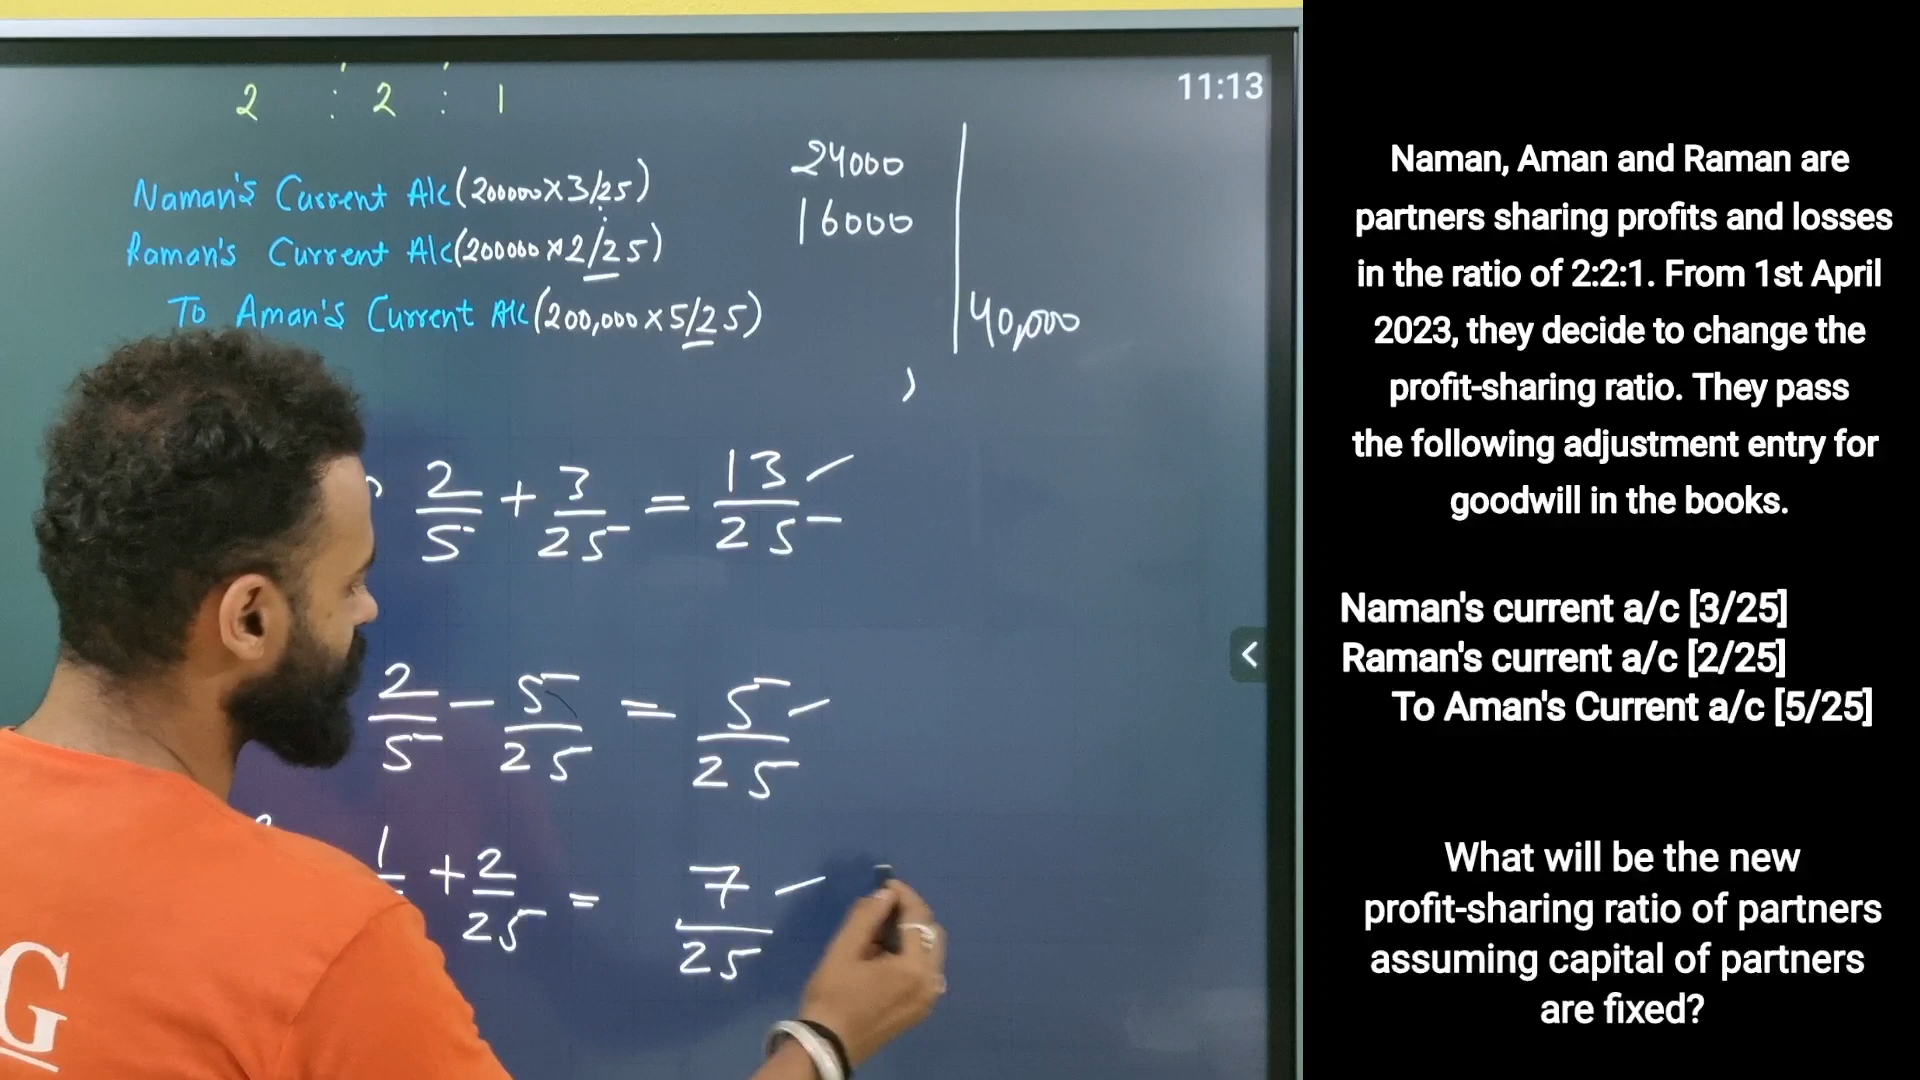 2 : 2 : 1
11:13
Naman's Current A/c (200000 x 3/25) 24000
Raman's Current A/c (200000 x 2/25) 16000
To Aman's Current A/c (200,000 x 5/25) 40,000
2/5 + 3/25 = 13/25
2/5 - 5/25 = 5/25
1 + 2/25 = 7/25
G
Naman, Aman and Raman are
partners sharing profits and losses
in the ratio of 2:2:1. From 1st April
2023, they decide to change the
profit-sharing ratio. They pass
the following adjustment entry for
goodwill in the books.
Naman's current a/c [3/25]
Raman's current a/c [2/25]
To Aman's Current a/c [5/25]
What will be the new
profit-sharing ratio of partners
assuming capital of partners
are fixed?